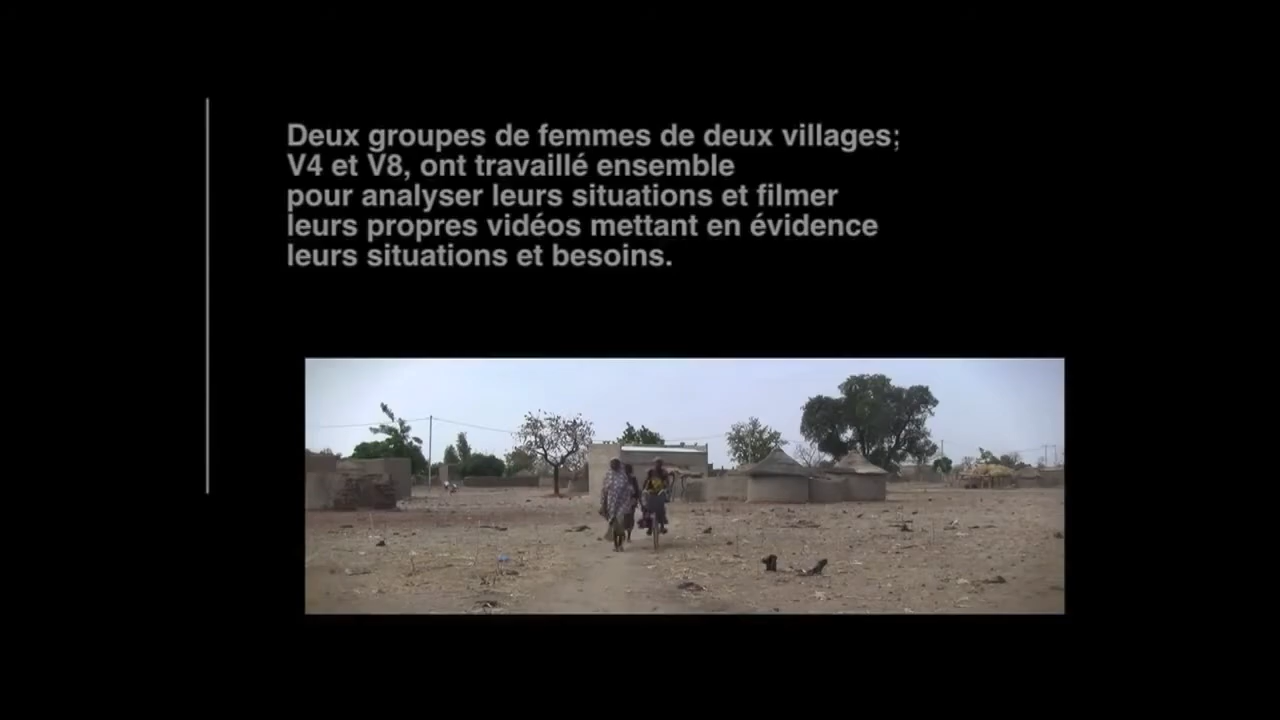 Deux groupes de femmes de deux villages;
V4 et V8, ont travaillé ensemble
pour analyser leurs situations et filmer
leurs propres vidéos mettant en évidence
leurs situations et besoins.